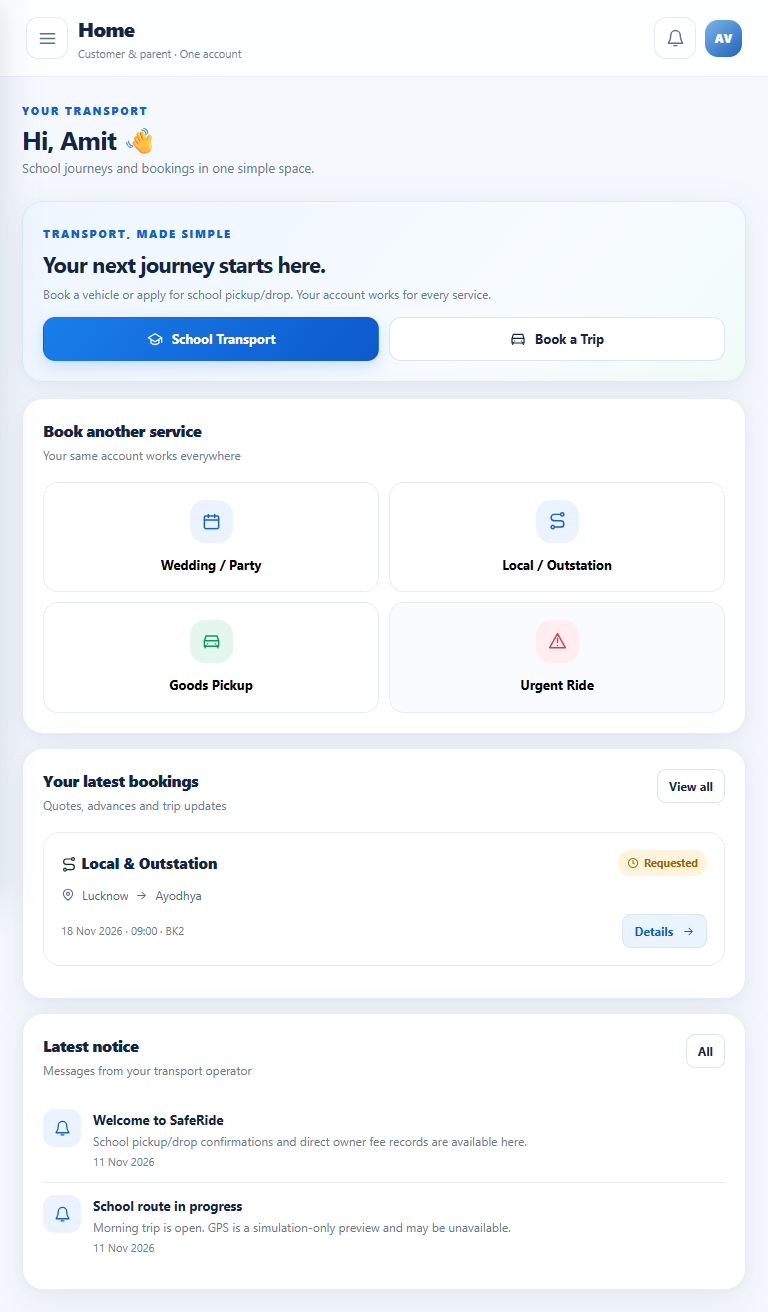 Home
Customer & parent · One account
AV
YOUR TRANSPORT
Hi, Amit 👋
School journeys and bookings in one simple space.
TRANSPORT, MADE SIMPLE
Your next journey starts here.
Book a vehicle or apply for school pickup/drop. Your account works for every service.
School Transport
Book a Trip
Book another service
Your same account works everywhere
Wedding / Party
Local / Outstation
Goods Pickup
Urgent Ride
Your latest bookings
View all
Quotes, advances and trip updates
Local & Outstation
Requested
Lucknow → Ayodhya
18 Nov 2026 · 09:00 · BK2
Details →
Latest notice
All
Messages from your transport operator
Welcome to SafeRide
School pickup/drop confirmations and direct owner fee records are available here.
11 Nov 2026
School route in progress
Morning trip is open. GPS is a simulation-only preview and may be unavailable.
11 Nov 2026